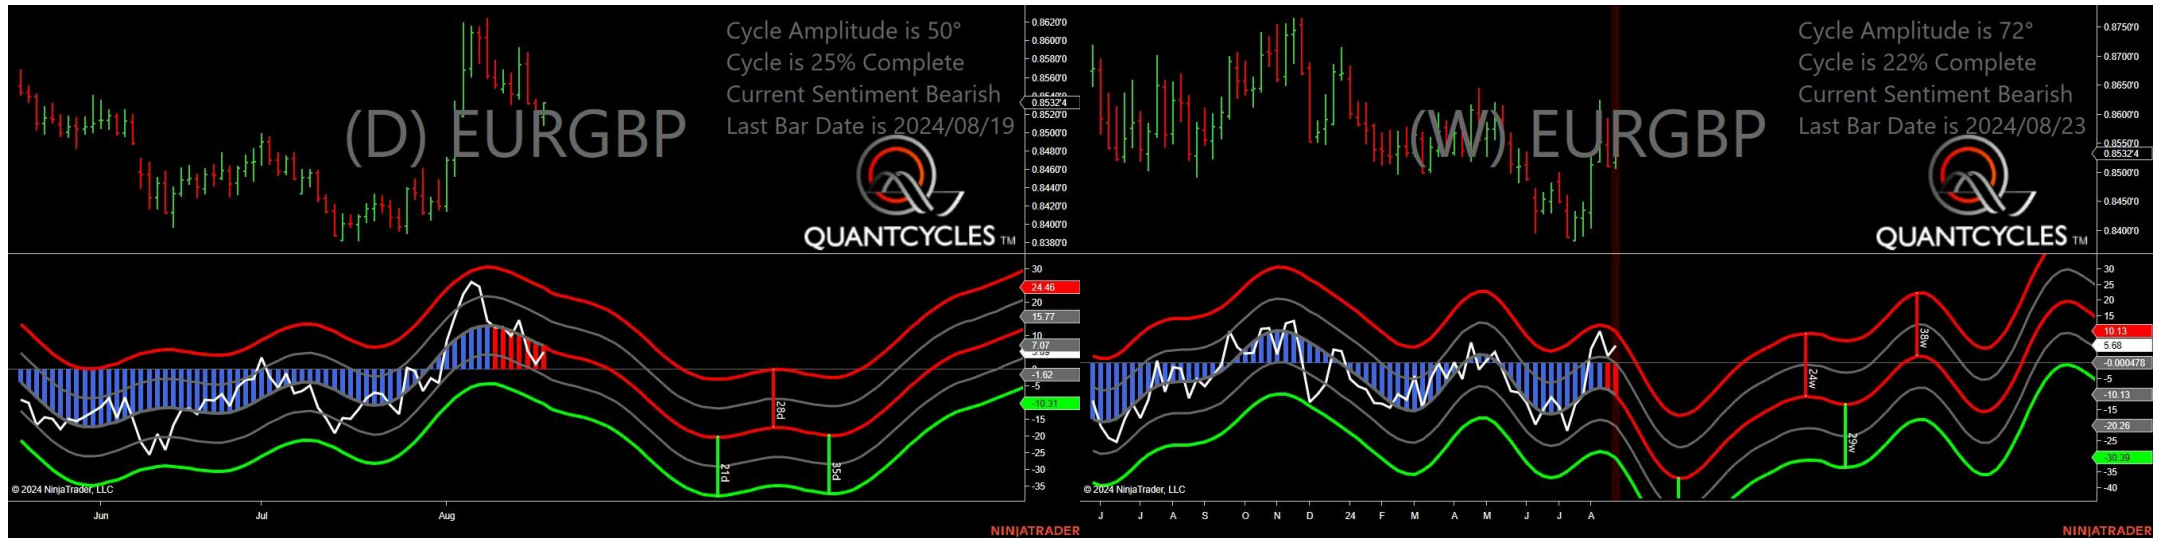 Cycle Amplitude is 50°
Cycle is 25% Complete
Current Sentiment Bearish
Last Bar Date is 2024/08/19
(D) EURGBP
QUANTCYCLES TM
0.8620'0
0.8600'0
0.8580'0
0.8560'0
0.8532'4
0.8520'0
0.8500'0
0.8480'0
0.8460'0
0.8440'0
0.8420'0
0.8400'0
0.8380'0
30
24.46
20
15.77
10
7.07
-1.62
-5
-10.31
-15
-20
-25
-30
-35
21d
28d
35d
© 2024 NinjaTrader, LLC
Jun Jul Aug
NINJATRADER
Cycle Amplitude is 72°
Cycle is 22% Complete
Current Sentiment Bearish
Last Bar Date is 2024/08/23
(W) EURGBP
QUANTCYCLES TM
0.8750'0
0.8700'0
0.8650'0
0.8600'0
0.8550'0
0.8532'4
0.8500'0
0.8450'0
0.8400'0
30
25
20
15
10.13
5.68
-0.000478
-5
-10.13
-15
-20.26
-25
-30.39
-35
-40
24w
29w
38w
© 2024 NinjaTrader, LLC
J J A S O N D 24 F M A M J J A
NINJATRADER